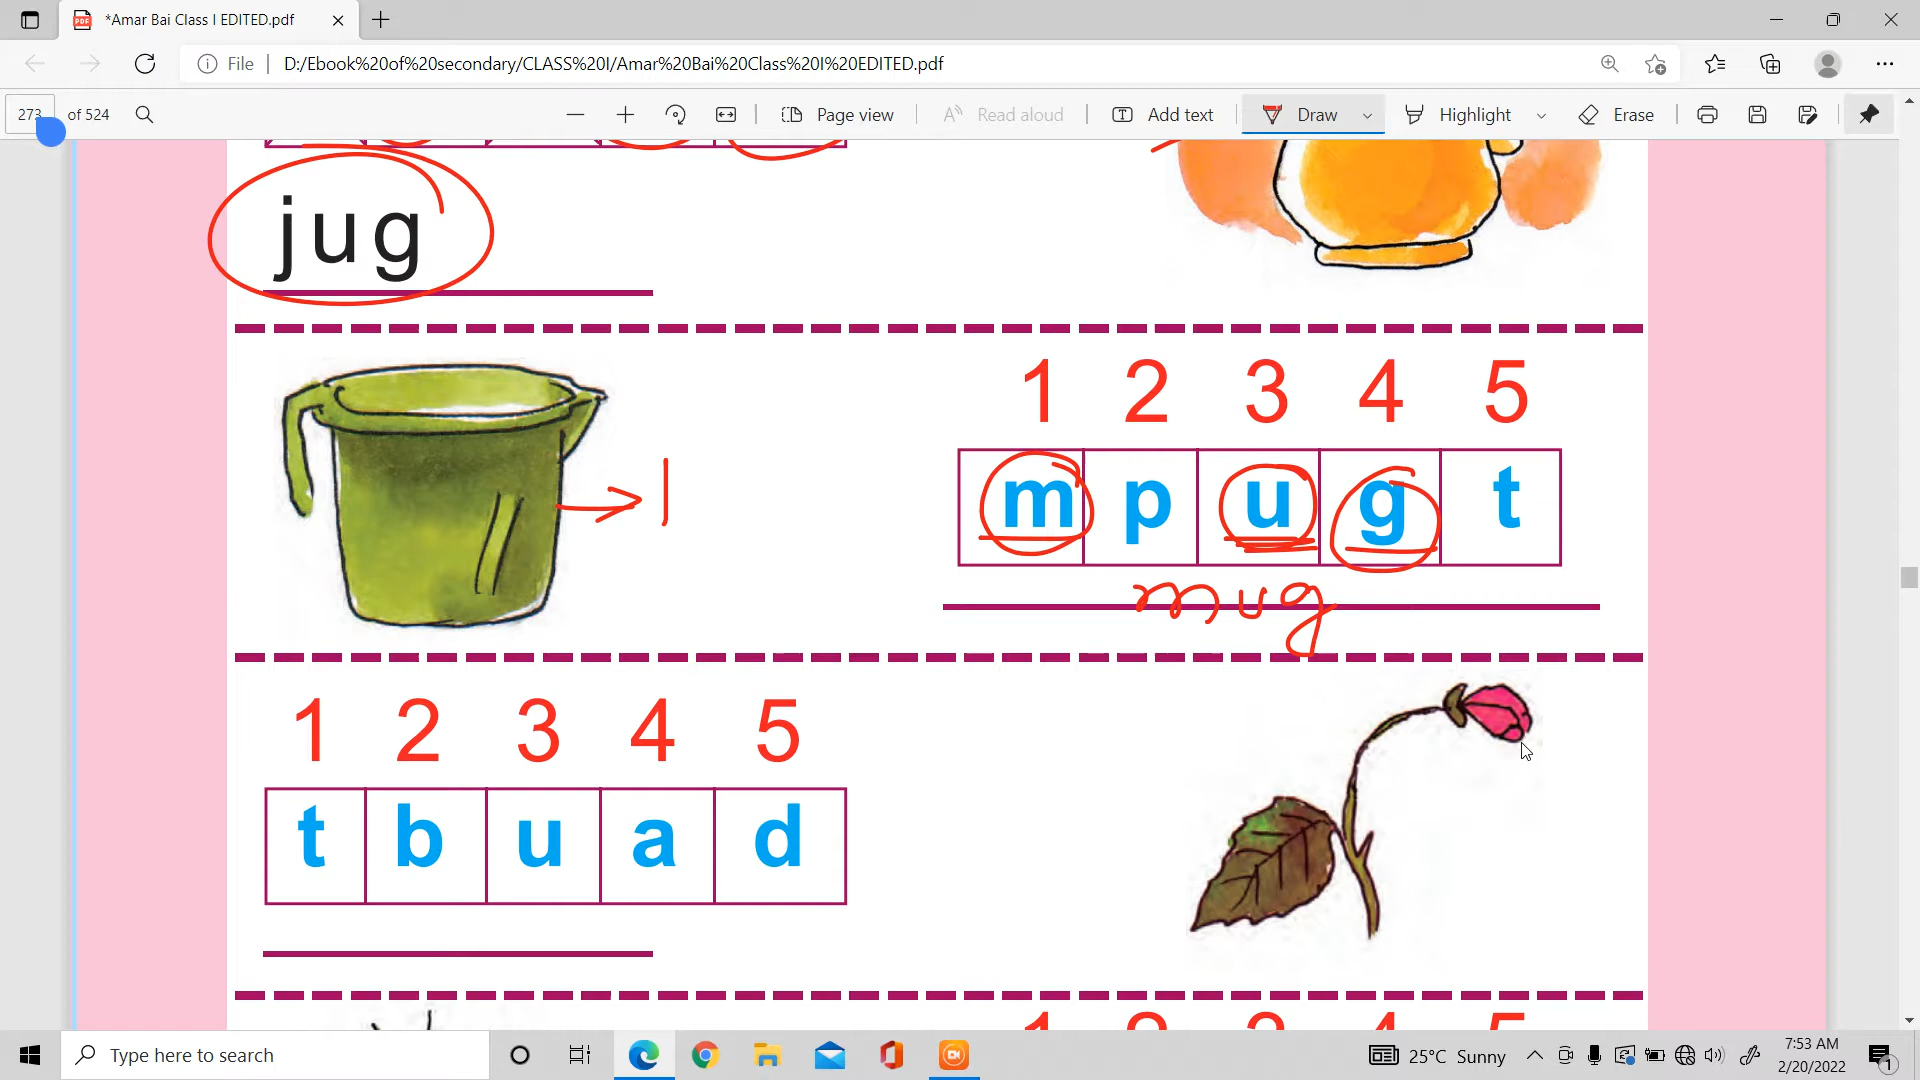 *Amar Bai Class I EDITED.pdf
File D:/Ebook%20of%20secondary/CLASS%20I/Amar%20Bai%20Class%20I%20EDITED.pdf
273 of 524 Page view Read aloud Add text Draw Highlight Erase
jug
1 2 3 4 5
m p u g t
mug
1 2 3 4 5
t b u a d
Type here to search
25°C Sunny
7:53 AM
2/20/2022
1